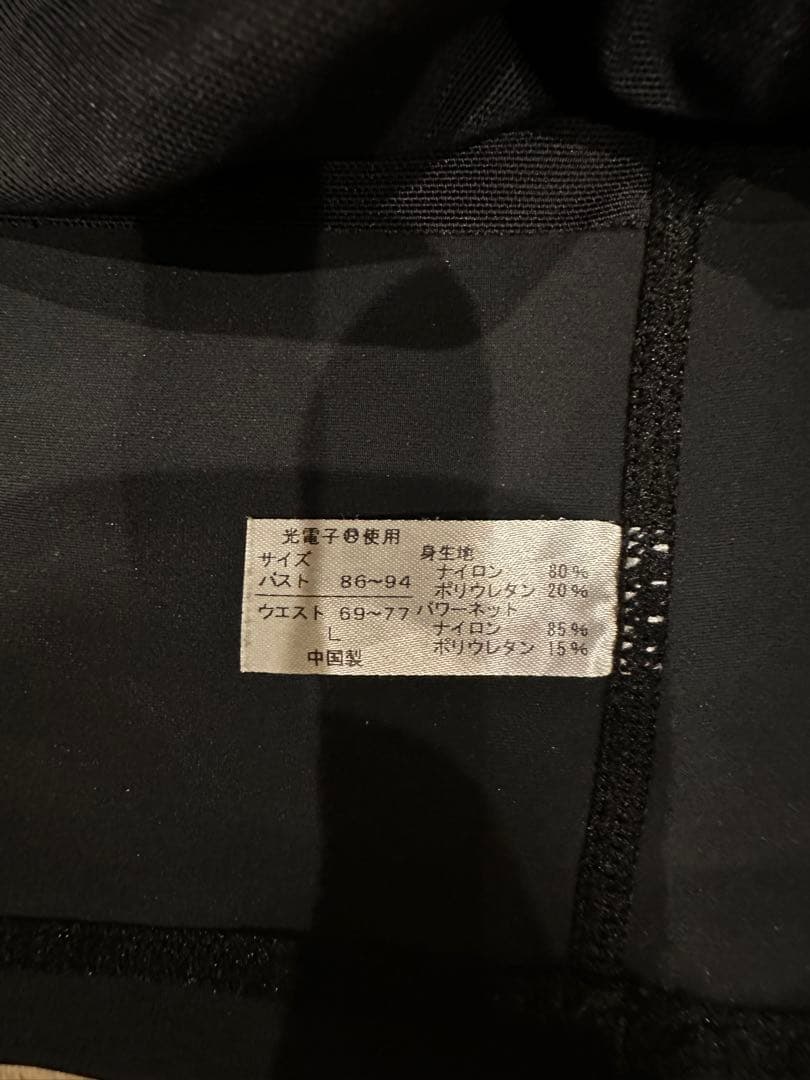 光電子®使用
サイズ
バスト 86~94
ウエスト 69~77
L
中国製
身生地
ナイロン 80%
ポリウレタン 20%
パワーネット
ナイロン 85%
ポリウレタン 15%